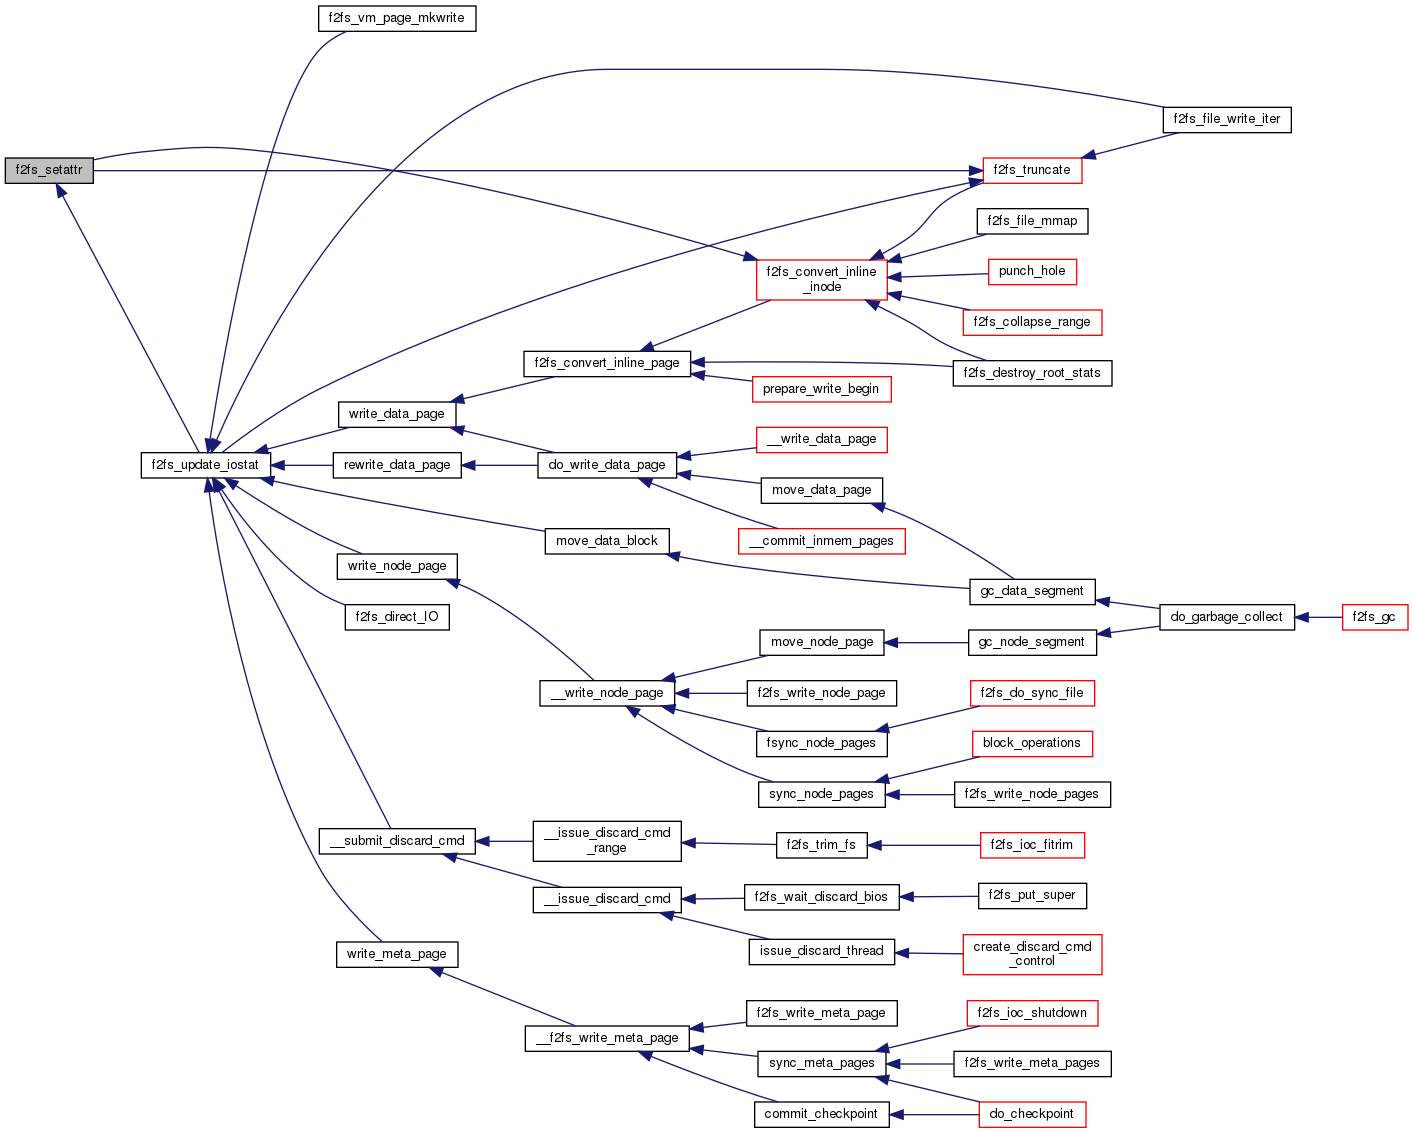 f2fs_vm_page_mkwrite
f2fs_file_write_iter
f2fs_setattr
f2fs_truncate
f2fs_file_mmap
f2fs_convert_inline
_inode
punch_hole
f2fs_collapse_range
f2fs_convert_inline_page
f2fs_destroy_root_stats
prepare_write_begin
write_data_page
__write_data_page
f2fs_update_iostat
rewrite_data_page
do_write_data_page
move_data_page
__commit_inmem_pages
move_data_block
write_node_page
gc_data_segment
f2fs_direct_IO
do_garbage_collect
f2fs_gc
move_node_page
gc_node_segment
__write_node_page
f2fs_write_node_page
f2fs_do_sync_file
fsync_node_pages
block_operations
sync_node_pages
f2fs_write_node_pages
__submit_discard_cmd
__issue_discard_cmd
_range
f2fs_trim_fs
f2fs_ioc_fitrim
__issue_discard_cmd
f2fs_wait_discard_bios
f2fs_put_super
write_meta_page
issue_discard_thread
create_discard_cmd
_control
f2fs_write_meta_page
f2fs_ioc_shutdown
__f2fs_write_meta_page
sync_meta_pages
f2fs_write_meta_pages
commit_checkpoint
do_checkpoint